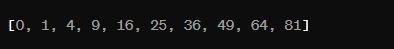 [0, 1, 4, 9, 16, 25, 36, 49, 64, 81]